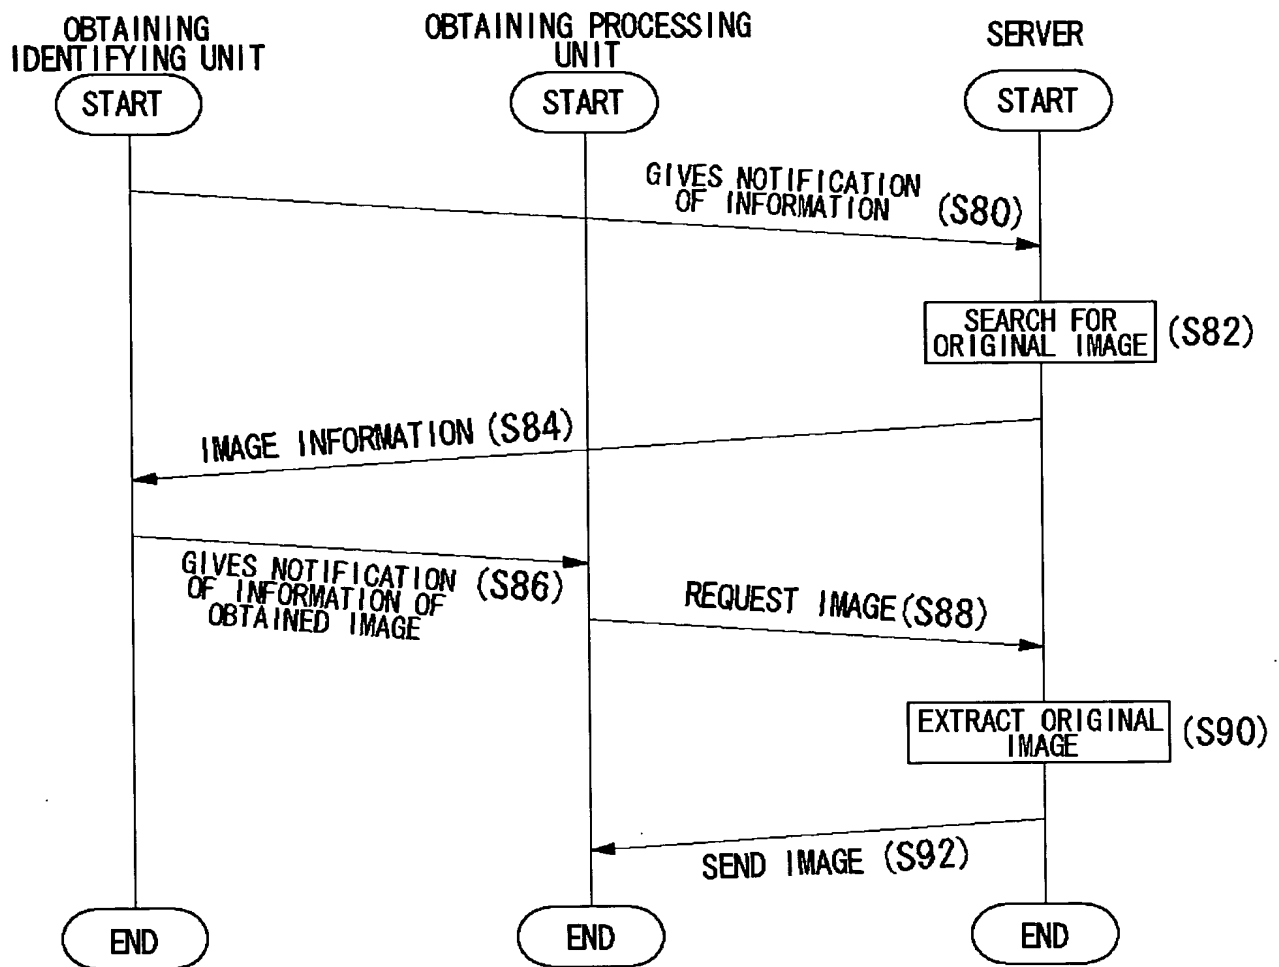 OBTAINING
IDENTIFYING UNIT
OBTAINING PROCESSING
UNIT
SERVER
START
START
START
GIVES NOTIFICATION
OF INFORMATION (S80)
SEARCH FOR
ORIGINAL IMAGE (S82)
IMAGE INFORMATION (S84)
GIVES NOTIFICATION (S86)
OF INFORMATION OF
OBTAINED IMAGE
REQUEST IMAGE (S88)
EXTRACT ORIGINAL
IMAGE (S90)
SEND IMAGE (S92)
END
END
END